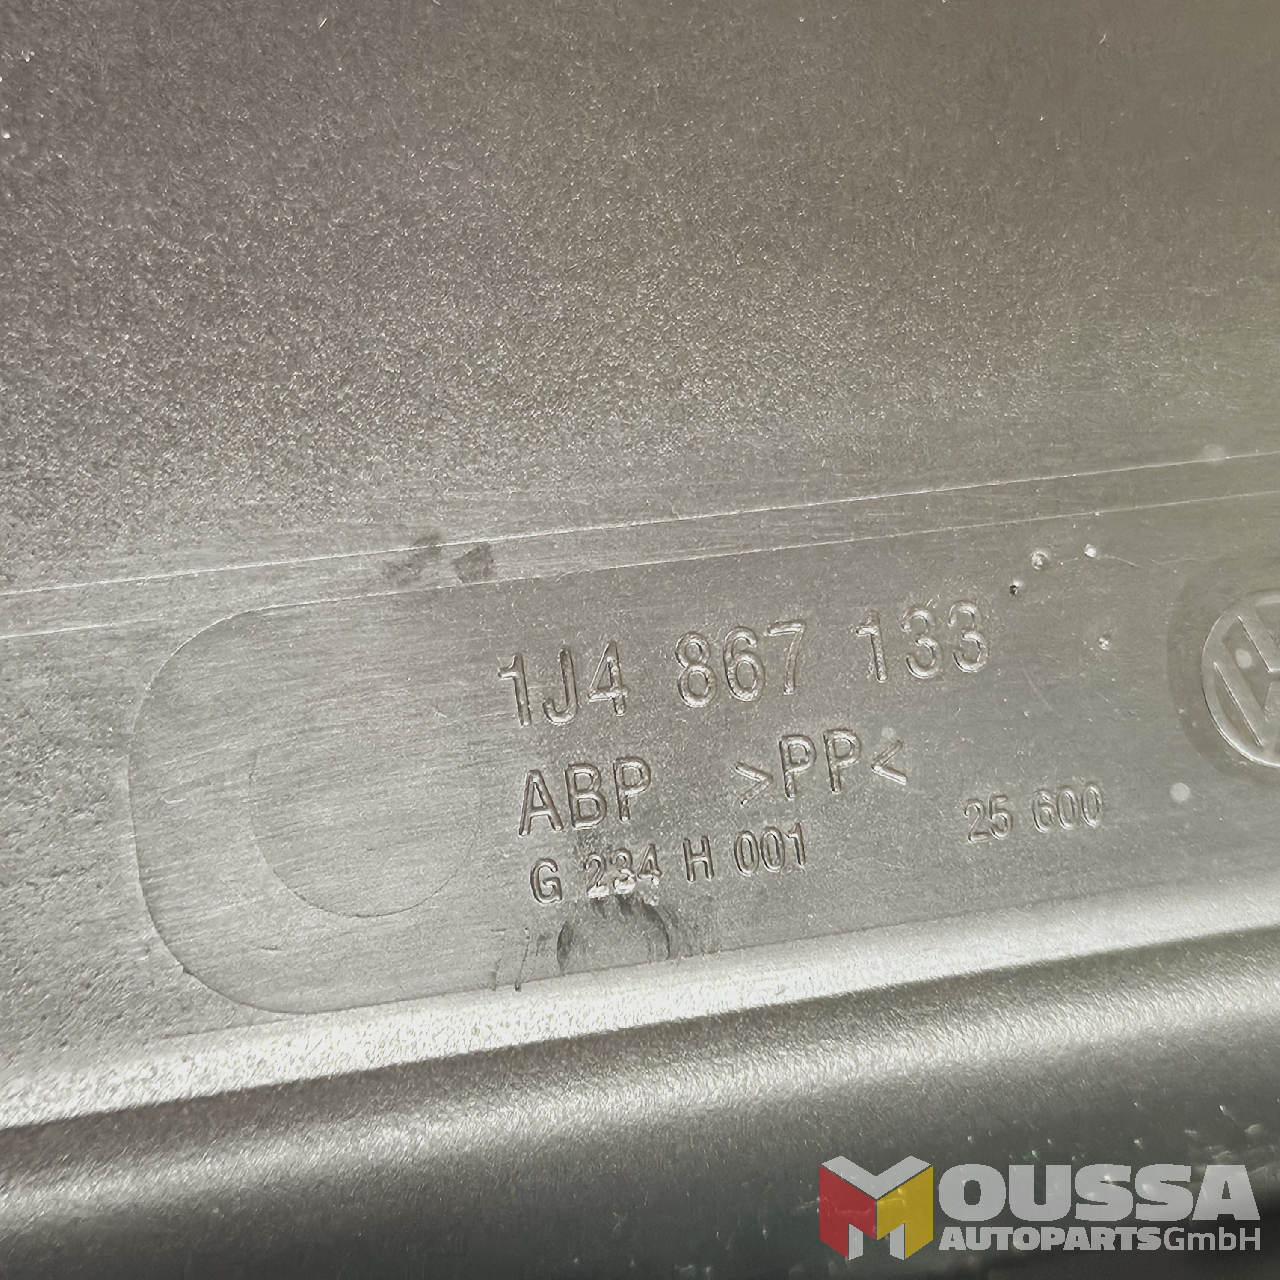 1J4 867 133
ABP >PP<
G 234 H 001 25 600
MOUSSA
AUTOPARTSGmbH